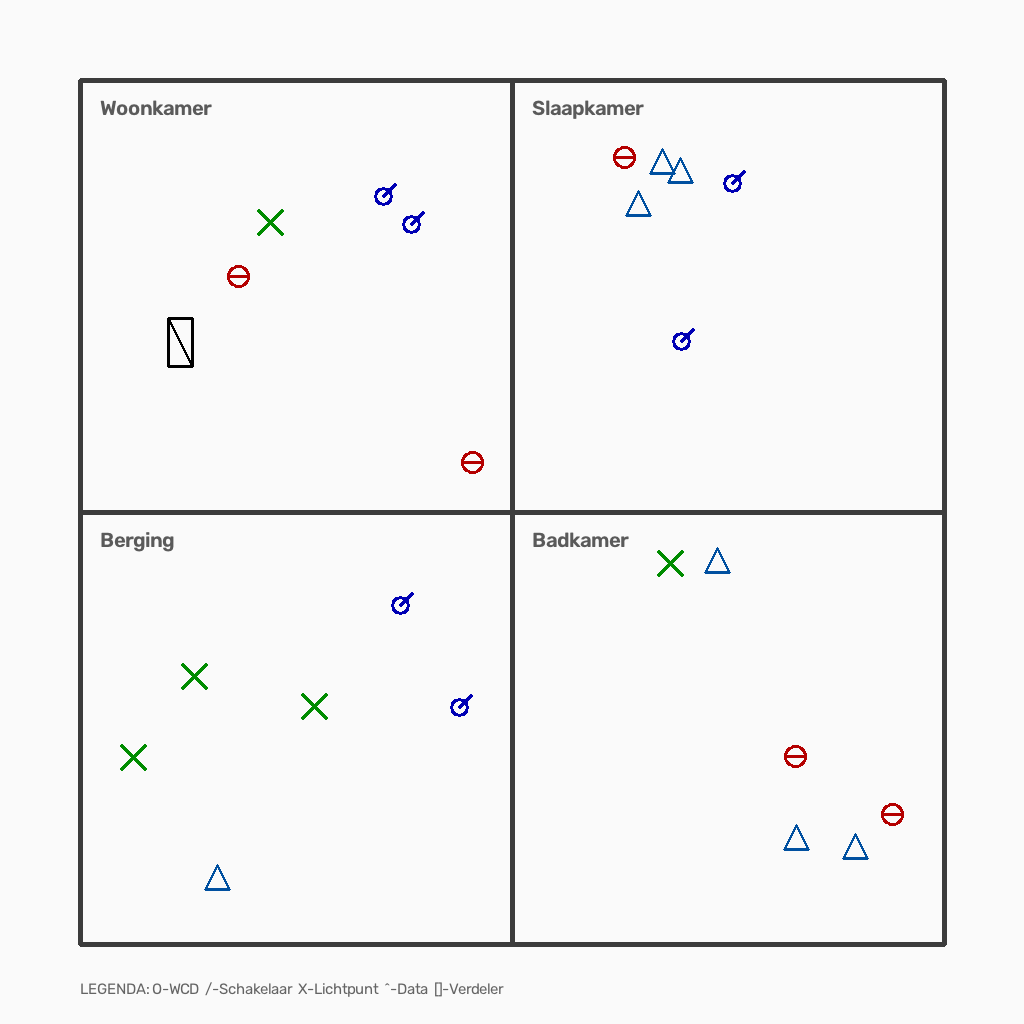 Woonkamer
Slaapkamer
Berging
Badkamer
LEGENDA: O-WCD /-Schakelaar X-Lichtpunt ^-Data []-Verdeler